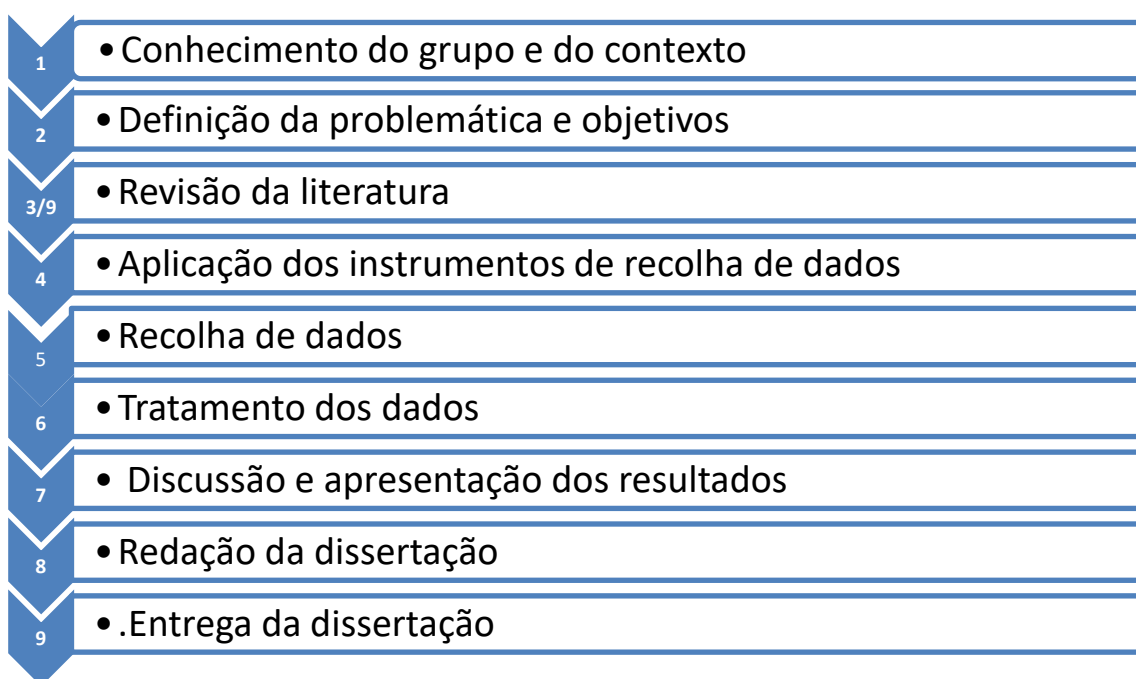 1 • Conhecimento do grupo e do contexto
2 • Definição da problemática e objetivos
3/9 • Revisão da literatura
4 • Aplicação dos instrumentos de recolha de dados
5 • Recolha de dados
6 • Tratamento dos dados
7 • Discussão e apresentação dos resultados
8 • Redação da dissertação
9 • .Entrega da dissertação